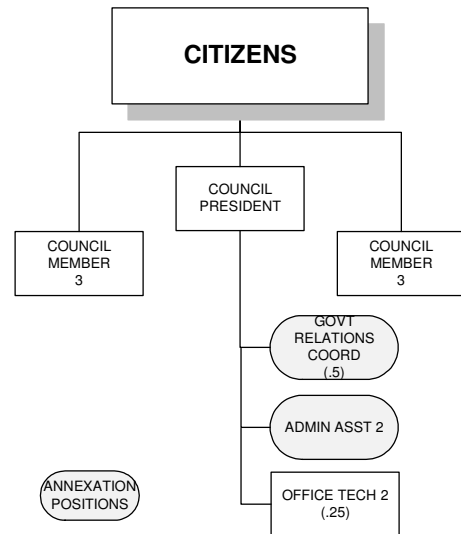 CITIZENS
COUNCIL
PRESIDENT
COUNCIL
MEMBER
3
COUNCIL
MEMBER
3
GOVT
RELATIONS
COORD
(.5)
ADMIN ASST 2
ANNEXATION
POSITIONS
OFFICE TECH 2
(.25)